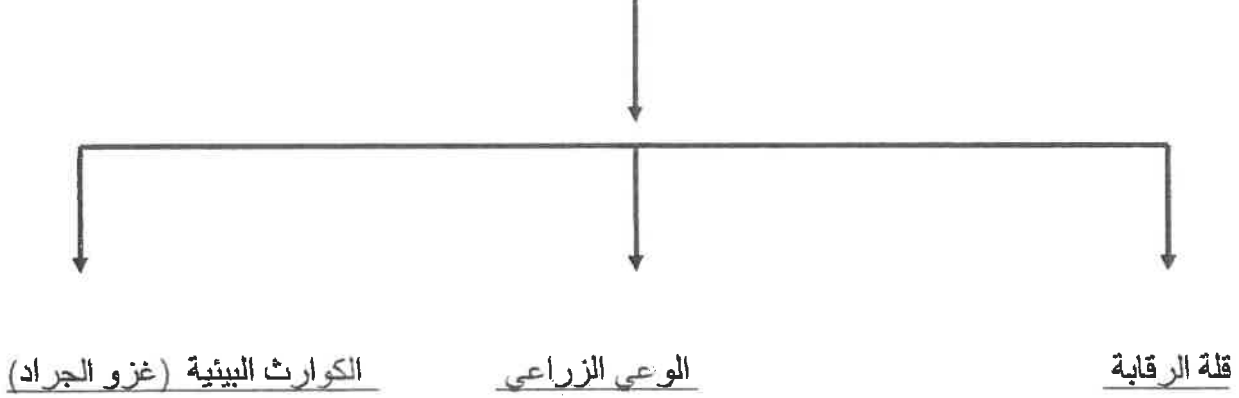 قلة الرقابة
الوعي الزراعي
الكوارث البيئية (غزو الجراد)